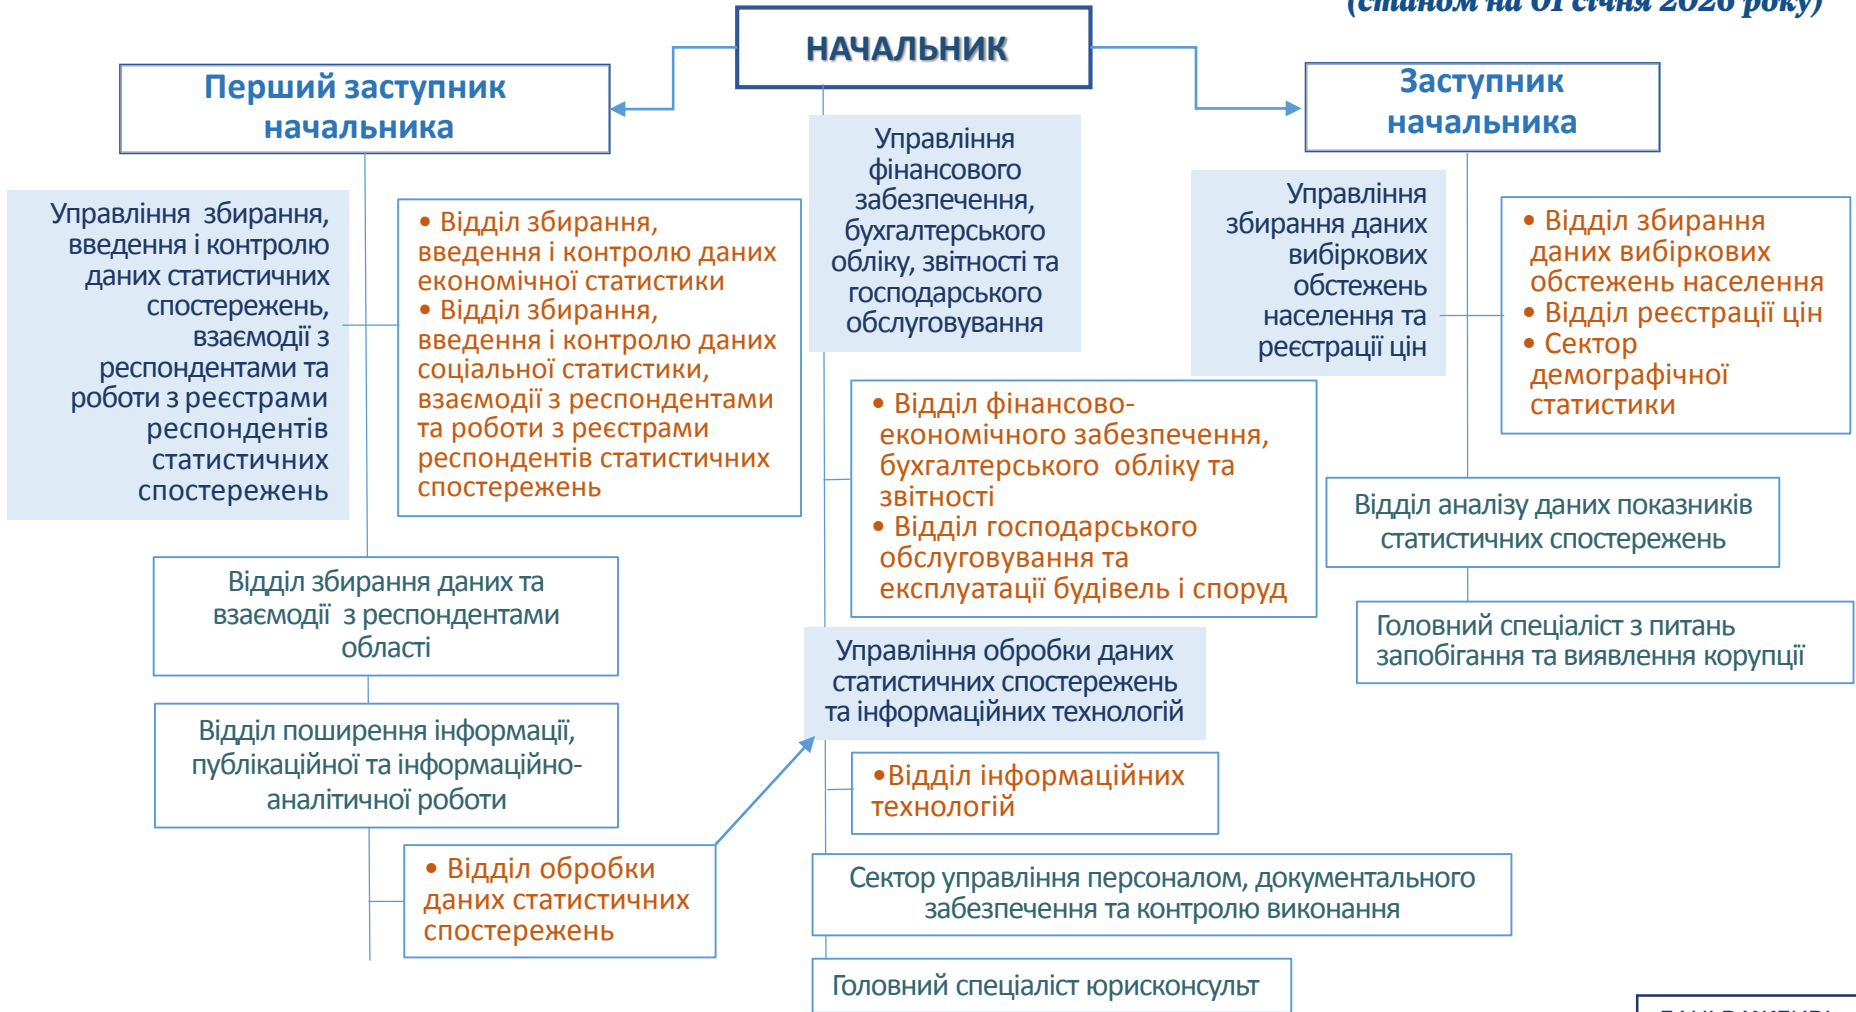 (станом на 01 січня 2026 року)
НАЧАЛЬНИК
Перший заступник
начальника
Заступник
начальника
Управління збирання,
введення і контролю
даних статистичних
спостережень,
взаємодії з
респондентами та
роботи з реєстрами
респондентів
статистичних
спостережень
• Відділ збирання,
введення і контролю даних
економічної статистики
• Відділ збирання,
введення і контролю даних
соціальної статистики,
взаємодії з респондентами
та роботи з реєстрами
респондентів статистичних
спостережень
Відділ збирання даних та
взаємодії з респондентами
області
Відділ поширення інформації,
публікаційної та інформаційно-
аналітичної роботи
• Відділ обробки
даних статистичних
спостережень
Управління
фінансового
забезпечення,
бухгалтерського
обліку, звітності та
господарського
обслуговування
• Відділ фінансово-
економічного забезпечення,
бухгалтерського обліку та
звітності
• Відділ господарського
обслуговування та
експлуатації будівель і споруд
Управління обробки даних
статистичних спостережень
та інформаційних технологій
•Відділ інформаційних
технологій
Сектор управління персоналом, документального
забезпечення та контролю виконання
Головний спеціаліст юрисконсульт
Управління
збирання даних
вибіркових
обстежень
населення та
реєстрації цін
• Відділ збирання
даних вибіркових
обстежень населення
• Відділ реєстрації цін
• Сектор
демографічної
статистики
Відділ аналізу даних показників
статистичних спостережень
Головний спеціаліст з питань
запобігання та виявлення корупції